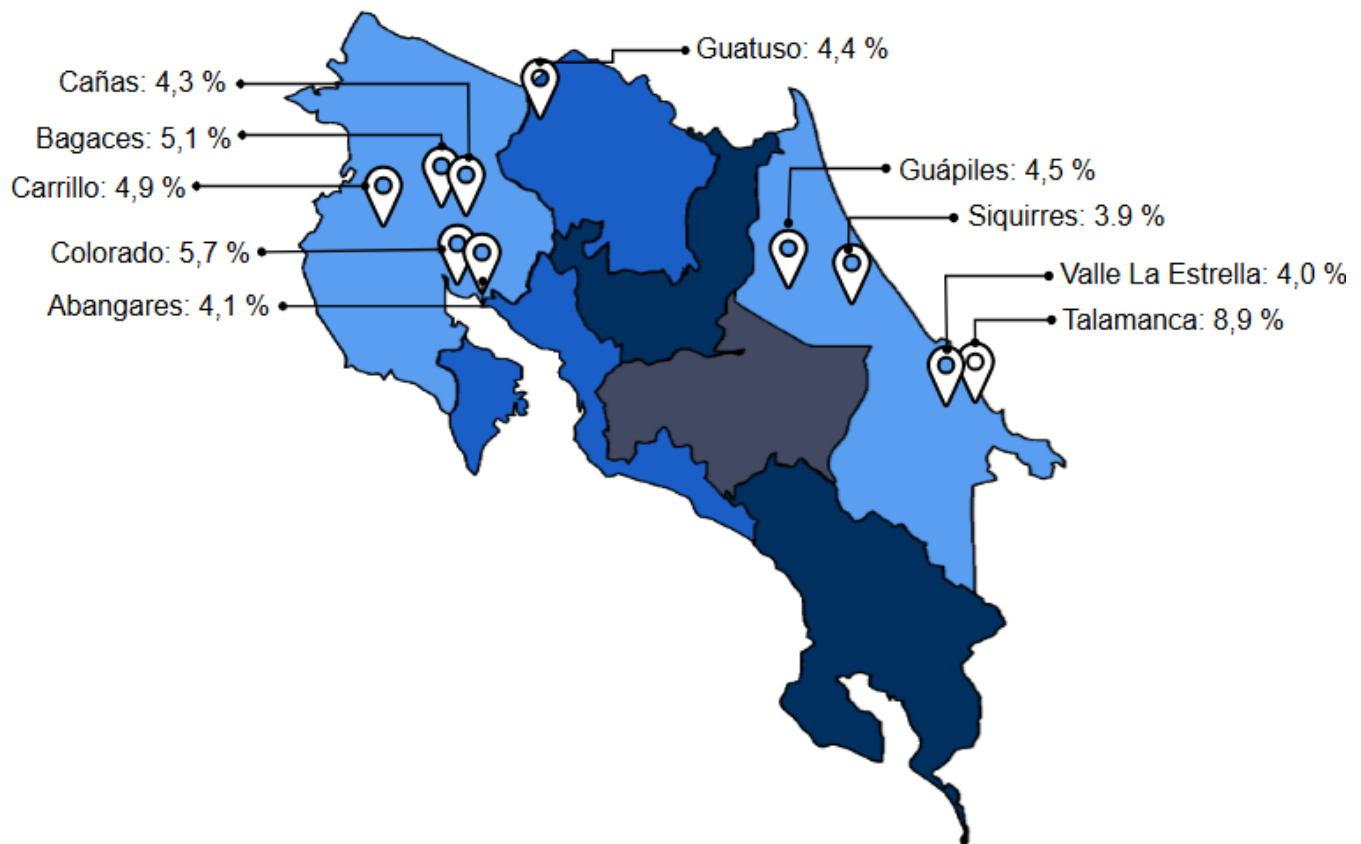 Guatuso: 4,4 %
Cañas: 4,3 %
Bagaces: 5,1 %
Guápiles: 4,5 %
Carrillo: 4,9 %
Siquirres: 3.9 %
Colorado: 5,7 %
Valle La Estrella: 4,0 %
Abangares: 4,1 %
Talamanca: 8,9 %